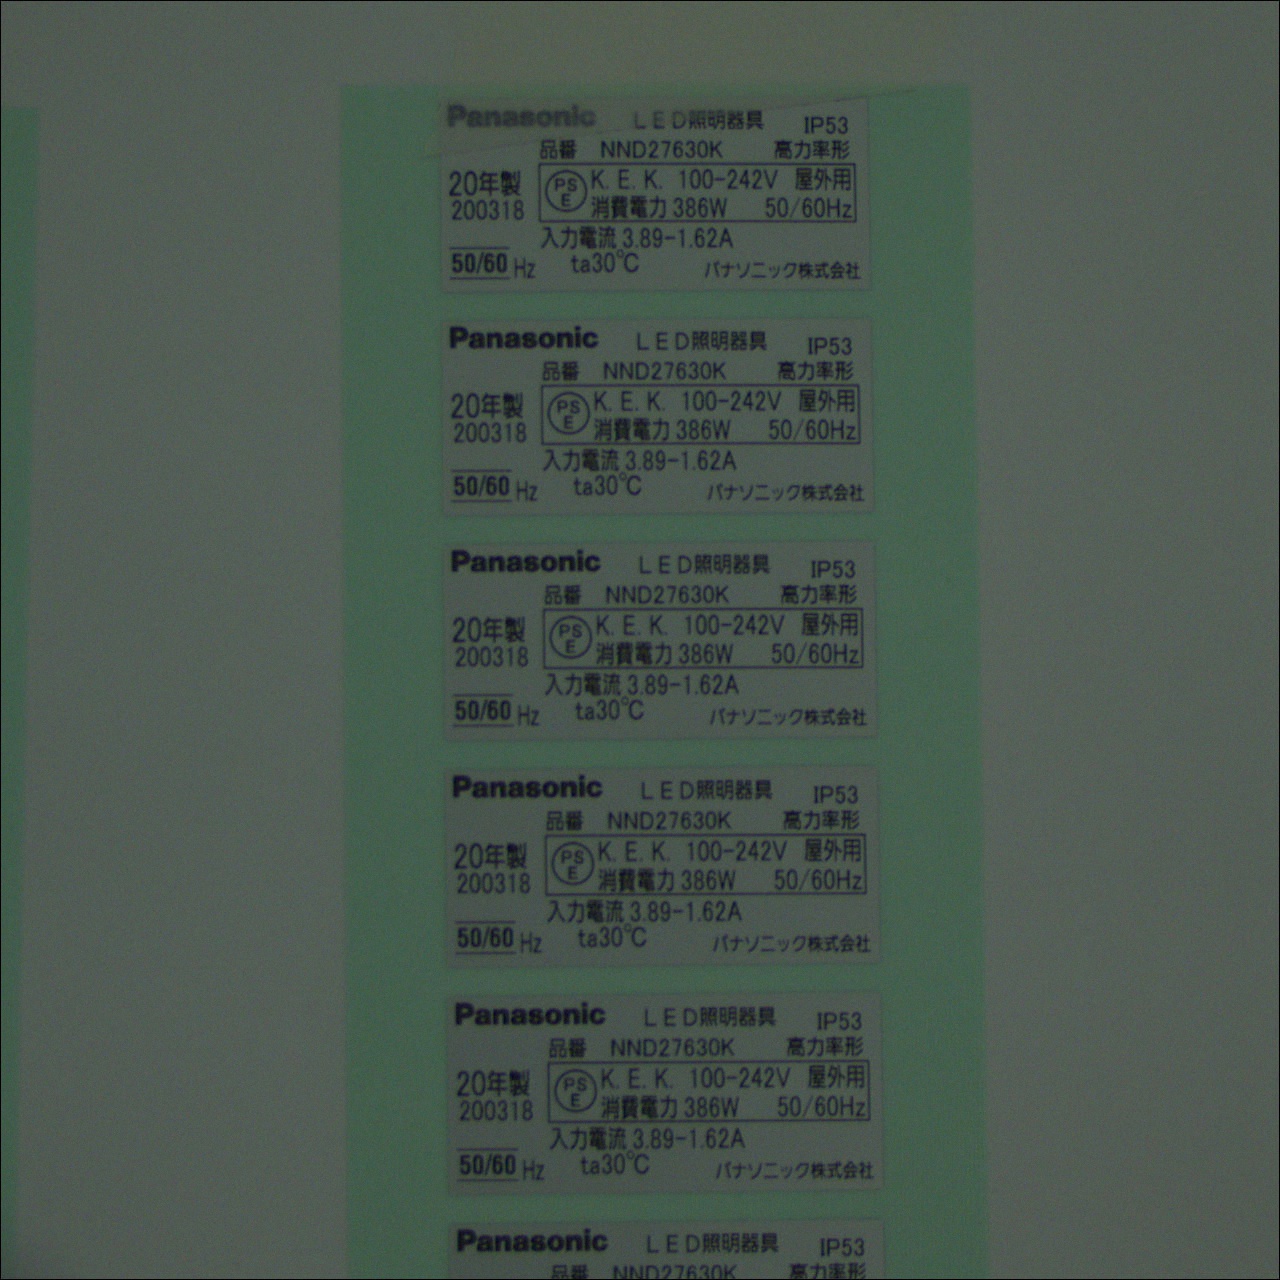 Panasonic LED照明器具 IP53
品番 NND27630K 高力率形
20年製 PSE K. E. K. 100-242V 屋外用
200318 消費電力 386W 50/60Hz
入力電流 3.89-1.62A
50/60 Hz ta30℃ パナソニック株式会社
Panasonic LED照明器具 IP53
品番 NND27630K 高力率形
20年製 PSE K. E. K. 100-242V 屋外用
200318 消費電力 386W 50/60Hz
入力電流 3.89-1.62A
50/60 Hz ta30℃ パナソニック株式会社
Panasonic LED照明器具 IP53
品番 NND27630K 高力率形
20年製 PSE K. E. K. 100-242V 屋外用
200318 消費電力 386W 50/60Hz
入力電流 3.89-1.62A
50/60 Hz ta30℃ パナソニック株式会社
Panasonic LED照明器具 IP53
品番 NND27630K 高力率形
20年製 PSE K. E. K. 100-242V 屋外用
200318 消費電力 386W 50/60Hz
入力電流 3.89-1.62A
50/60 Hz ta30℃ パナソニック株式会社
Panasonic LED照明器具 IP53
品番 NND27630K 高力率形
20年製 PSE K. E. K. 100-242V 屋外用
200318 消費電力 386W 50/60Hz
入力電流 3.89-1.62A
50/60 Hz ta30℃ パナソニック株式会社
Panasonic LED照明器具 IP53
品番 NND27630K 高力率形